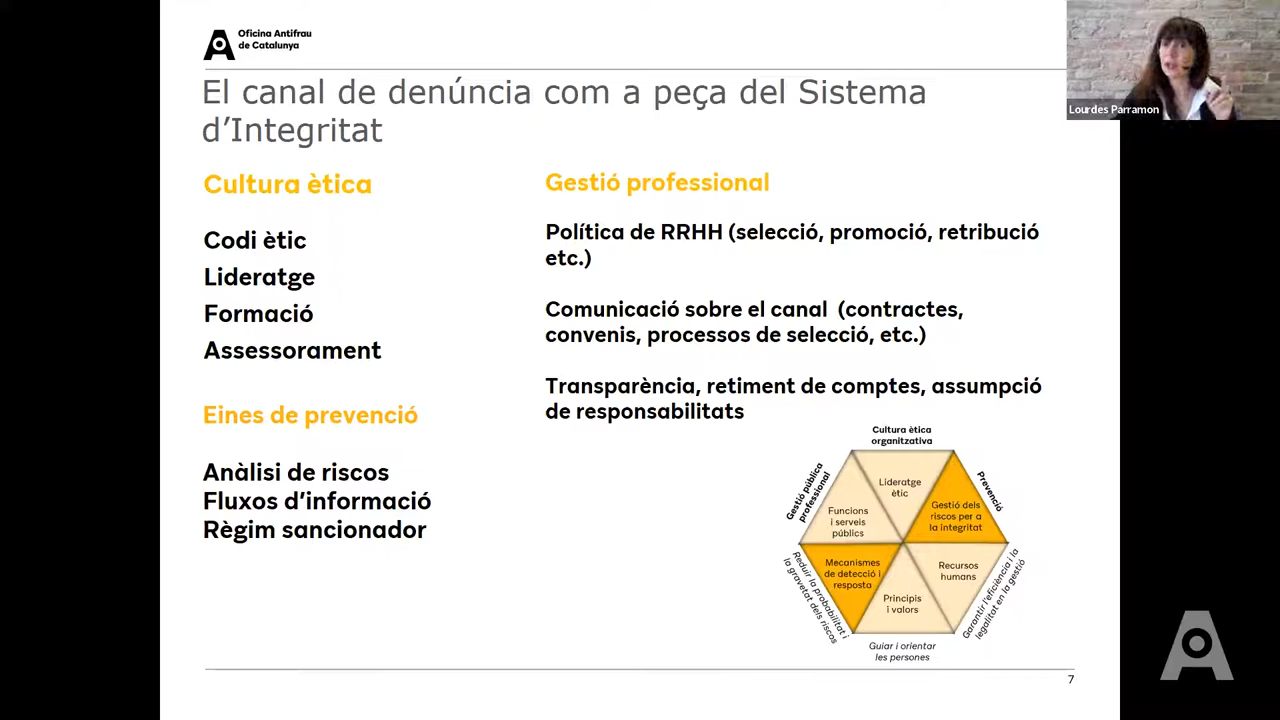 Oficina Antifrau
de Catalunya
Lourdes Parramon
El canal de denúncia com a peça del Sistema
d’Integritat
Cultura ètica
Codi ètic
Lideratge
Formació
Assessorament
Eines de prevenció
Anàlisi de riscos
Fluxos d’informació
Règim sancionador
Gestió professional
Política de RRHH (selecció, promoció, retribució
etc.)
Comunicació sobre el canal (contractes,
convenis, processos de selecció, etc.)
Transparència, retiment de comptes, assumpció
de responsabilitats
Cultura ètica
organitzativa
Gestió pública
professional
Prevenció
Lideratge
ètic
Funcions
i serveis
públics
Gestió dels
riscos per a
la integritat
Mecanismes
de detecció i
resposta
Recursos
humans
Principis
i valors
Reduir la probabilitat i
la gravetat dels riscos
Garantir l’eficiència i la
legalitat en la gestió
Guiar i orientar
les persones
7